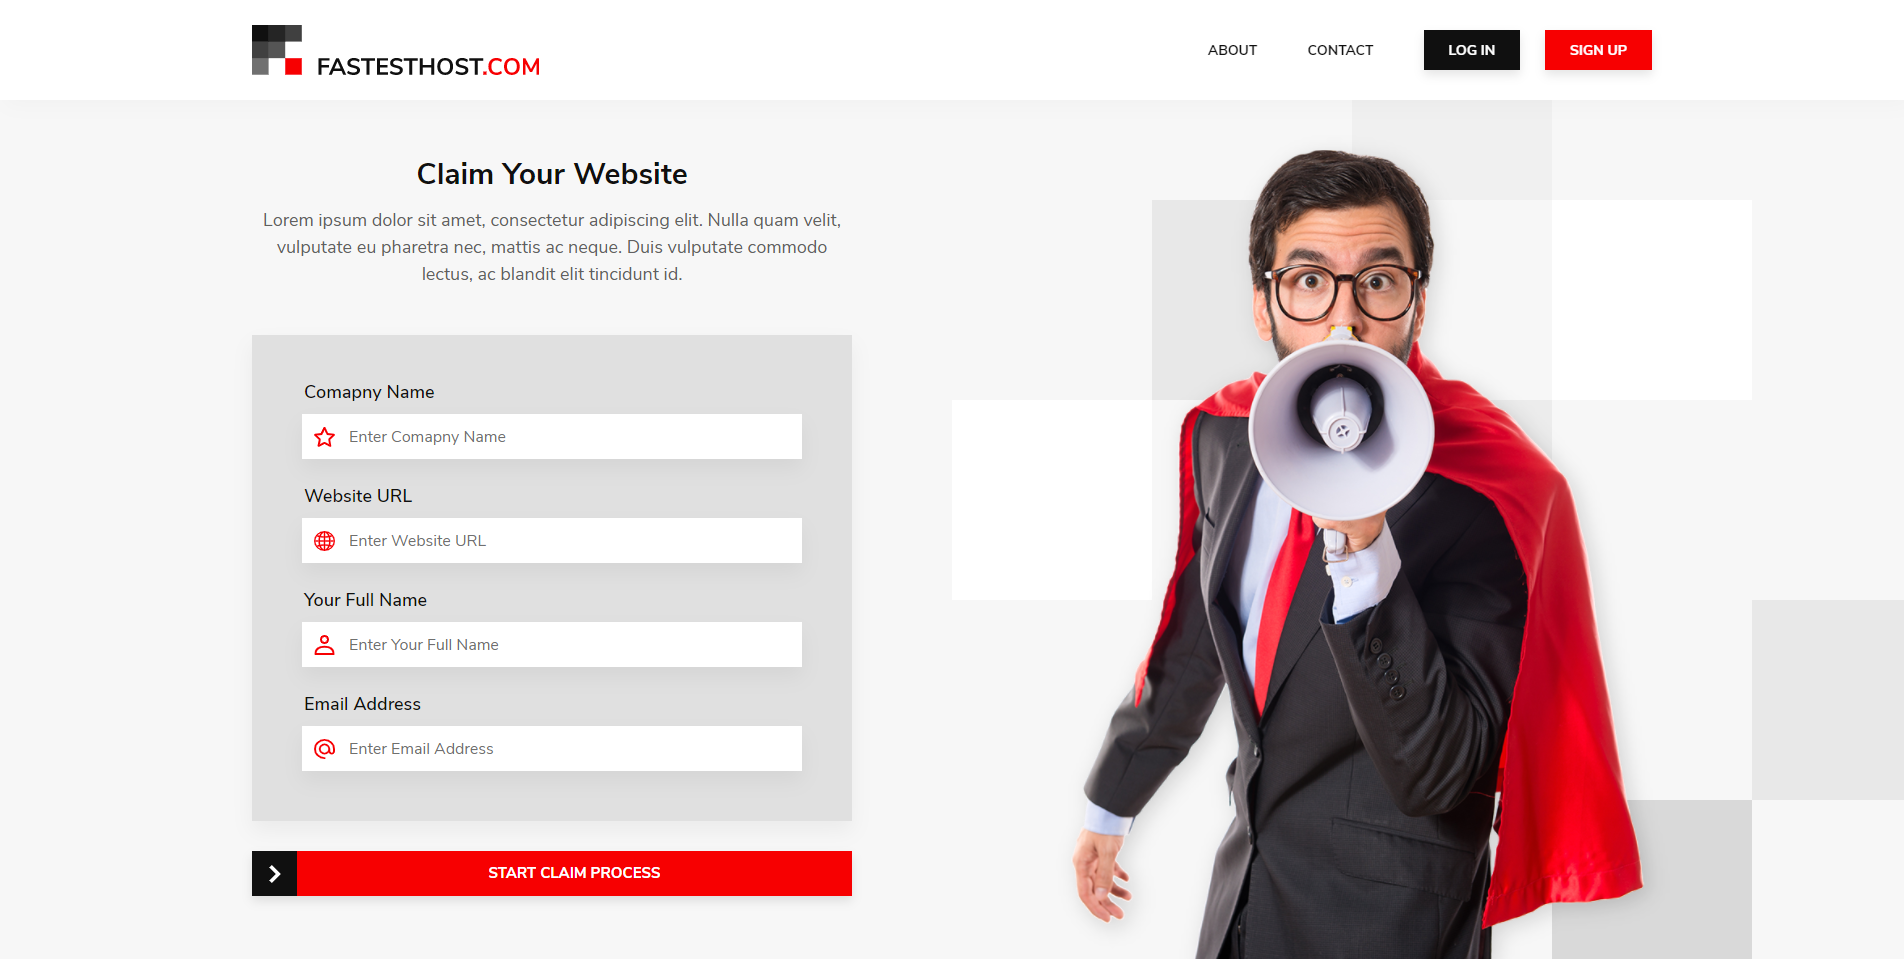 FASTESTHOST.COM
ABOUT
CONTACT
LOG IN
SIGN UP
Claim Your Website
Lorem ipsum dolor sit amet, consectetur adipiscing elit. Nulla quam velit,
vulputate eu pharetra nec, mattis ac neque. Duis vulputate commodo
lectus, ac blandit elit tincidunt id.
Comapny Name
Enter Comapny Name
Website URL
Enter Website URL
Your Full Name
Enter Your Full Name
Email Address
Enter Email Address
START CLAIM PROCESS